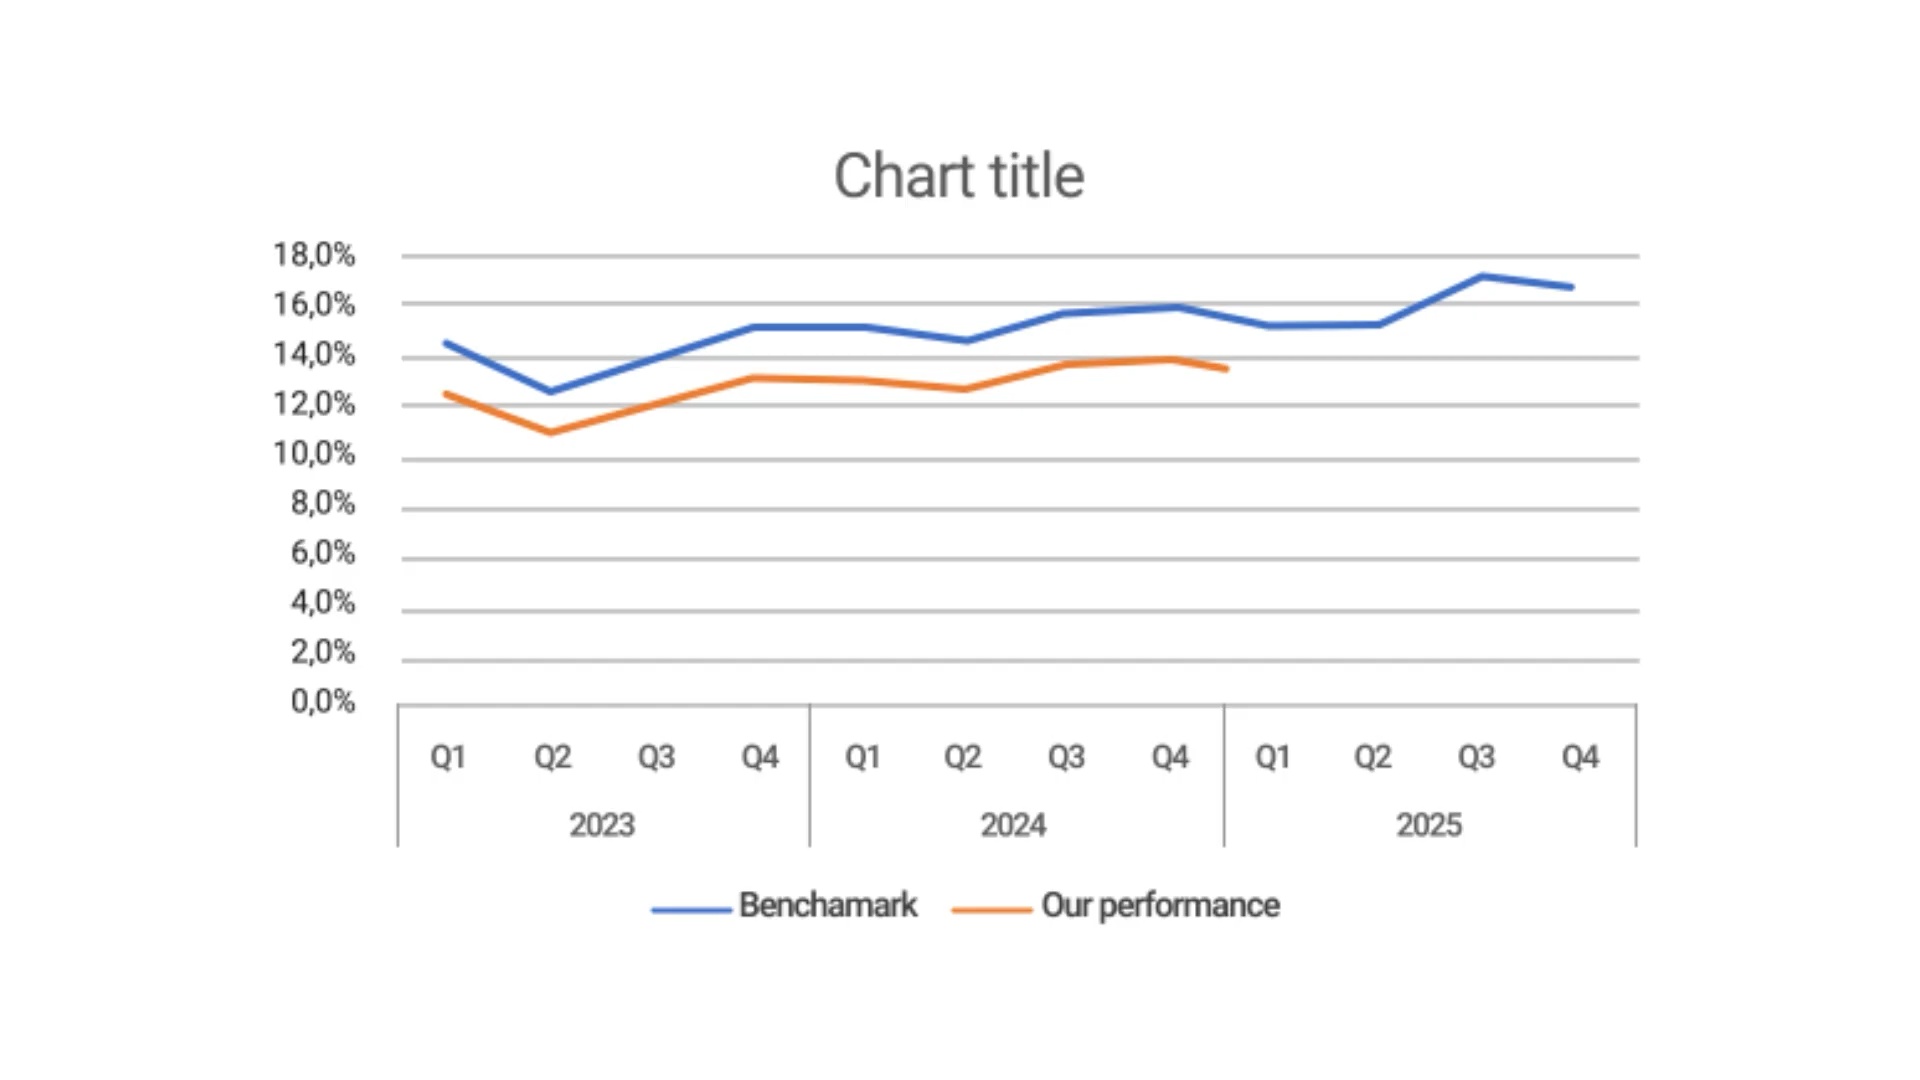 Chart title
18,0%
16,0%
14,0%
12,0%
10,0%
8,0%
6,0%
4,0%
2,0%
0,0%
Q1 Q2 Q3 Q4 Q1 Q2 Q3 Q4 Q1 Q2 Q3 Q4
2023 2024 2025
Benchamark Our performance